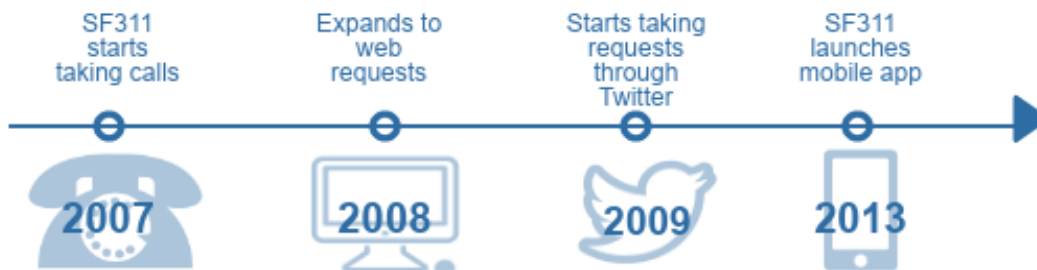 SF311
starts
taking calls
Expands to
web
requests
Starts taking
requests
through
Twitter
SF311
launches
mobile app
2007
2008
2009
2013